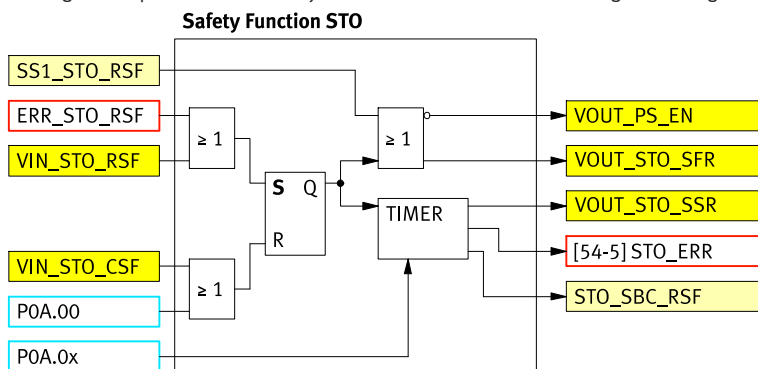 Safety Function STO
SS1_STO_RSF
ERR_STO_RSF
VIN_STO_RSF
VIN_STO_CSF
P0A.00
P0A.0x
≥ 1
≥ 1
S Q
R
≥ 1
TIMER
VOUT_PS_EN
VOUT_STO_SFR
VOUT_STO_SSR
[54-5] STO_ERR
STO_SBC_RSF